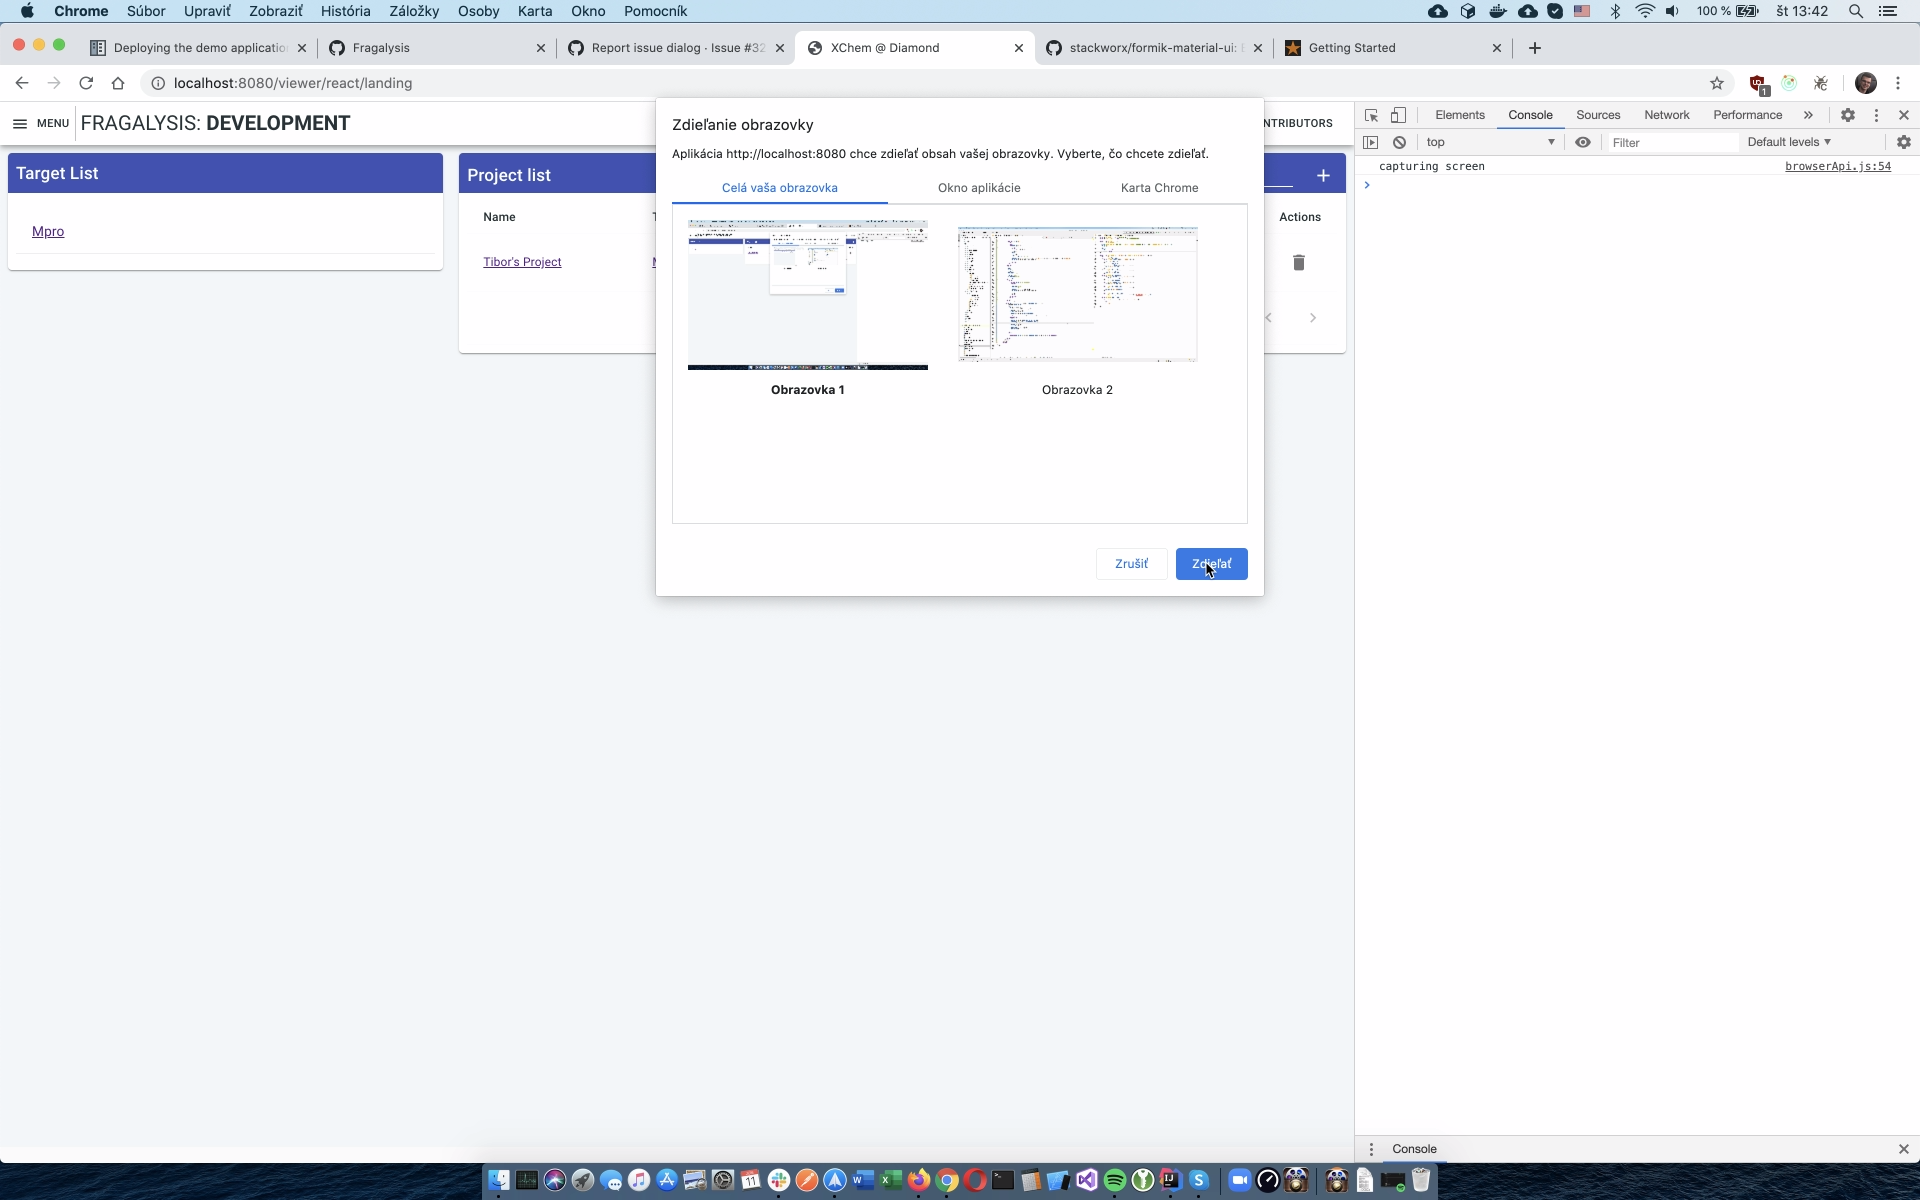 Chrome Súbor Upraviť Zobraziť História Záložky Osoby Karta Okno Pomocník 100 % št 13:42
Deploying the demo applicatio Fragalysis Report issue dialog · Issue #32 XChem @ Diamond stackworx/formik-material-ui: Getting Started
localhost:8080/viewer/react/landing 1
MENU FRAGALYSIS: DEVELOPMENT NTRIBUTORS
Target List
Mpro
Project list
Name Actions
Tibor's Project
Zdieľanie obrazovky
Aplikácia http://localhost:8080 chce zdieľať obsah vašej obrazovky. Vyberte, čo chcete zdieľať.
Celá vaša obrazovka Okno aplikácie Karta Chrome
Obrazovka 1 Obrazovka 2
Zrušiť Zdieľať
Elements Console Sources Network Performance
top Filter Default levels
capturing screen browserApi.js:54
Console